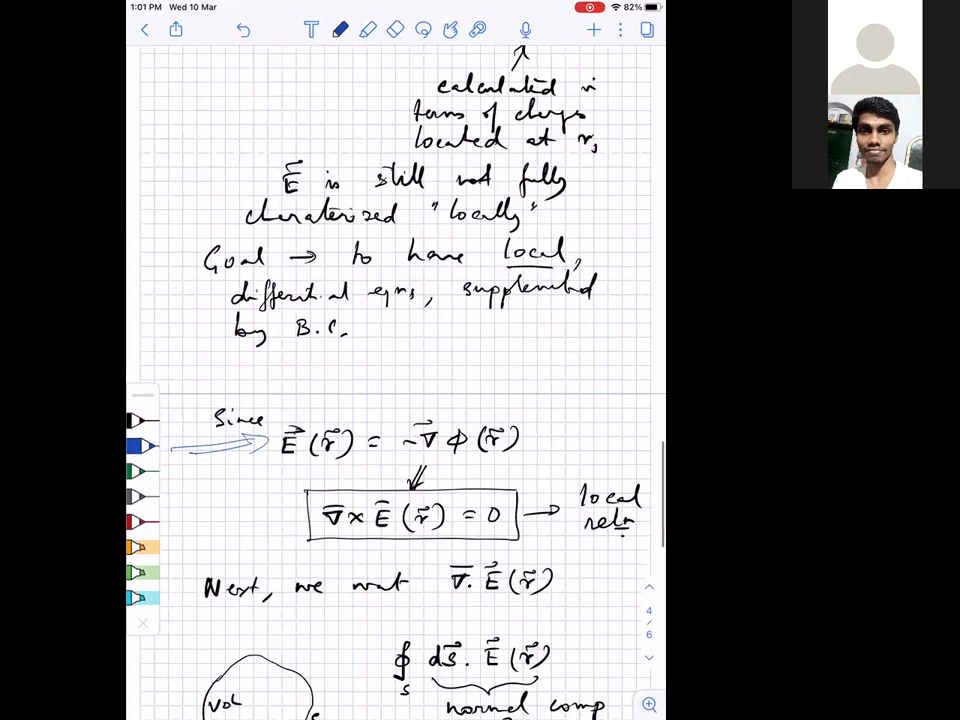 1:01 PM Wed 10 Mar
82%
calculated in
terms of charges
located at r,
E⃗ is still not fully
charaterised "locally"
Goal → to have local,
differential eqns, supplemented
by B.C.
Since
E⃗(r⃗) = -∇⃗ϕ(r⃗)
∇⃗×E⃗(r⃗) = 0 → local
reln
Next, we want ∇⃗.E⃗(r⃗)
∮ ds⃗. E⃗(r⃗)
S
vol
S
normal comp
4
/
6